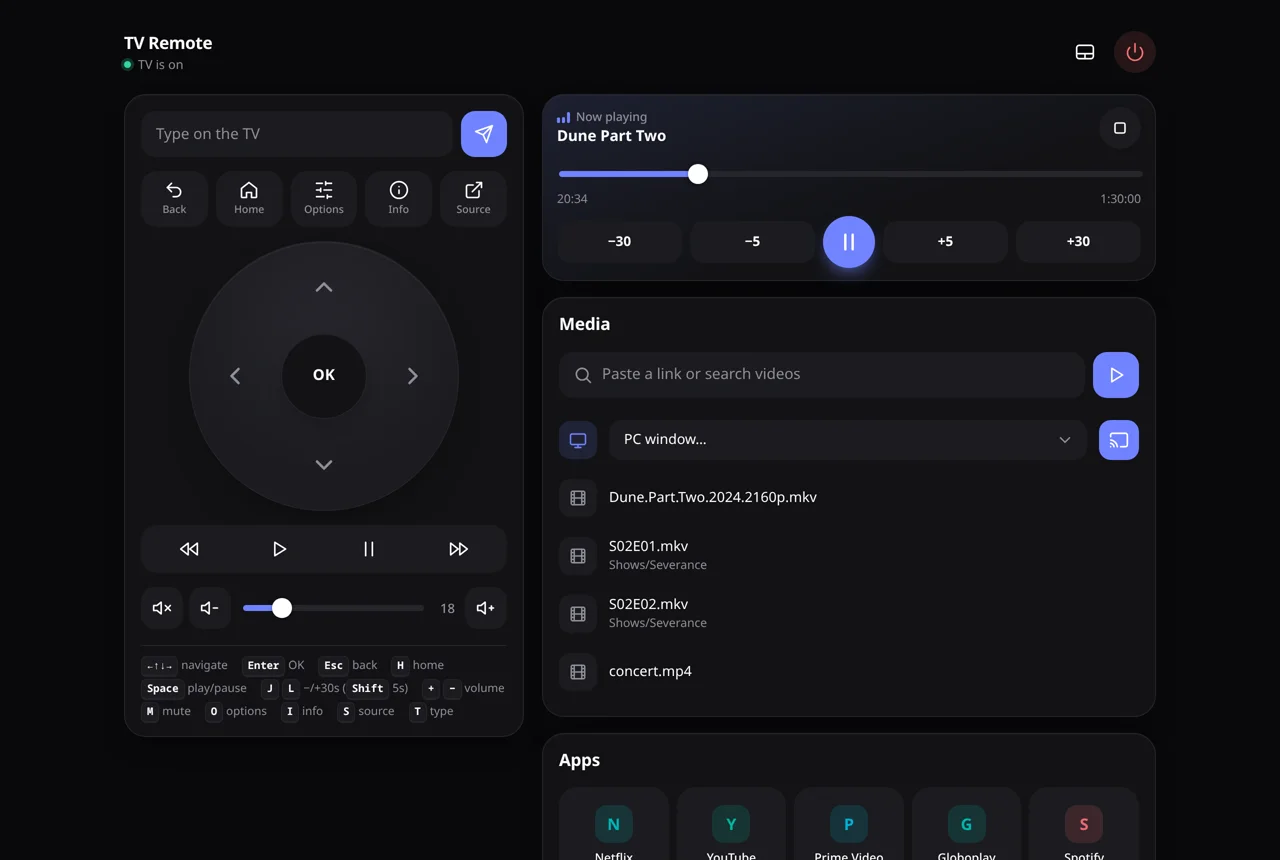 TV Remote
TV is on
Type on the TV
Back Home Options Info Source
OK
18
←↑↓→ navigate Enter OK Esc back H home
Space play/pause J L −/+30s ( Shift 5s) + − volume
M mute O options I info S source T type
Now playing
Dune Part Two
20:34 1:30:00
−30 −5 +5 +30
Media
Paste a link or search videos
PC window...
Dune.Part.Two.2024.2160p.mkv
S02E01.mkv
Shows/Severance
S02E02.mkv
Shows/Severance
concert.mp4
Apps
N Y P G S
Netflix YouTube Prime Video Globoplay Spotify